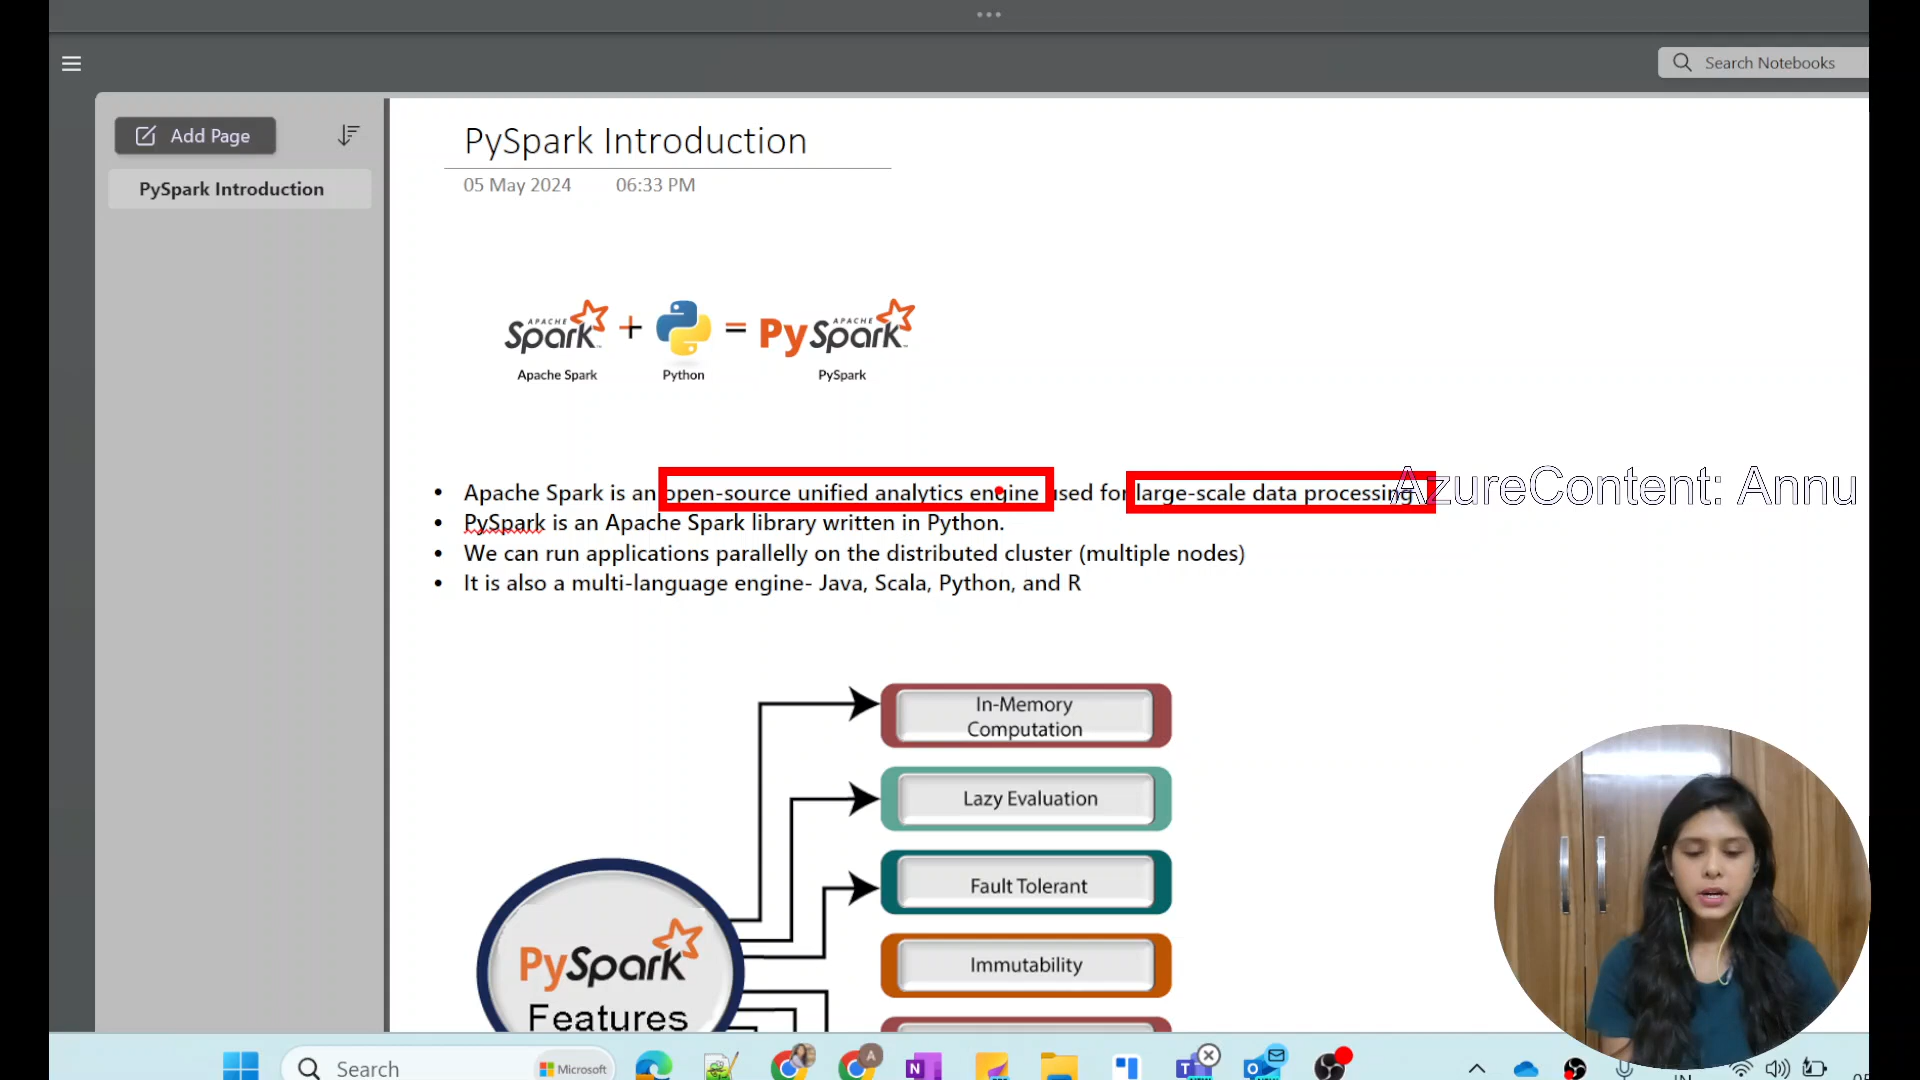 Search Notebooks
Add Page
PySpark Introduction
PySpark Introduction
05 May 2024 06:33 PM
APACHE Spark + = Py APACHE Spark
Apache Spark Python PySpark
• Apache Spark is an open-source unified analytics engine used for large-scale data processing
AzureContent: Annu
• PySpark is an Apache Spark library written in Python.
• We can run applications parallelly on the distributed cluster (multiple nodes)
• It is also a multi-language engine- Java, Scala, Python, and R
In-Memory
Computation
Lazy Evaluation
Fault Tolerant
Immutability
PySpark
Features
Search
Microsoft